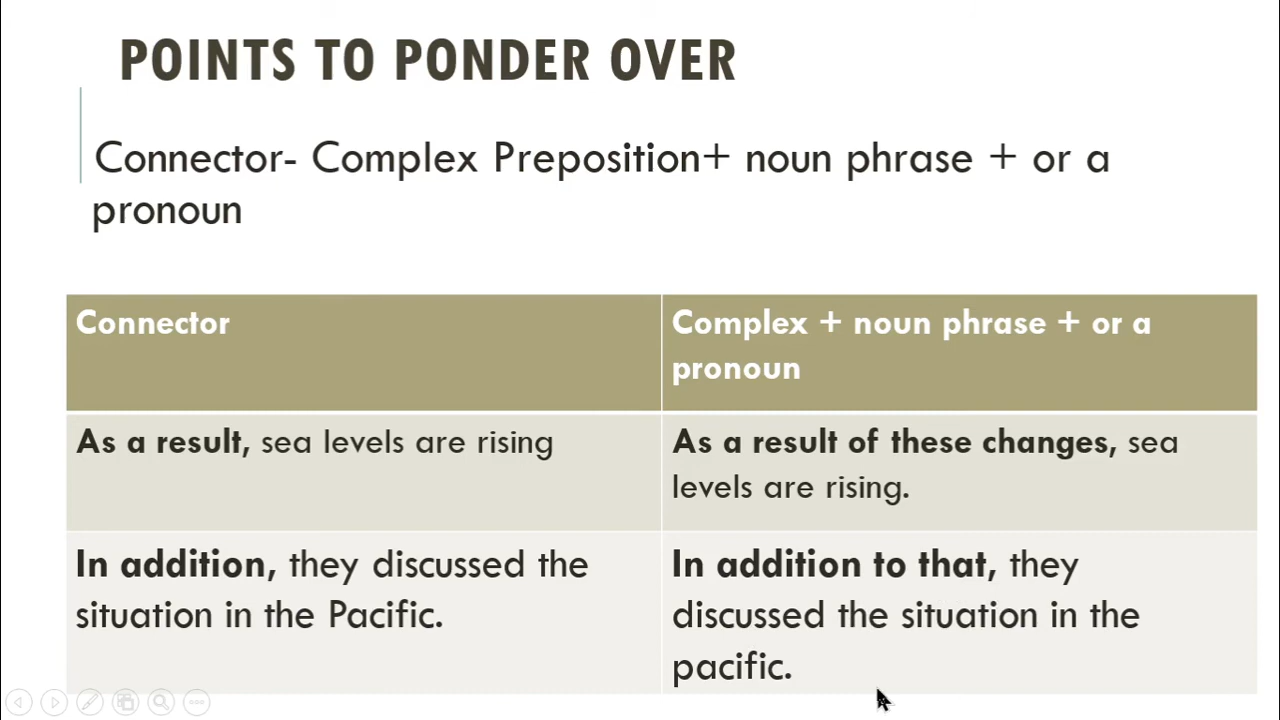 POINTS TO PONDER OVER
Connector- Complex Preposition+ noun phrase + or a
pronoun
Connector
Complex + noun phrase + or a
pronoun
As a result, sea levels are rising
As a result of these changes, sea
levels are rising.
In addition, they discussed the
situation in the Pacific.
In addition to that, they
discussed the situation in the
pacific.